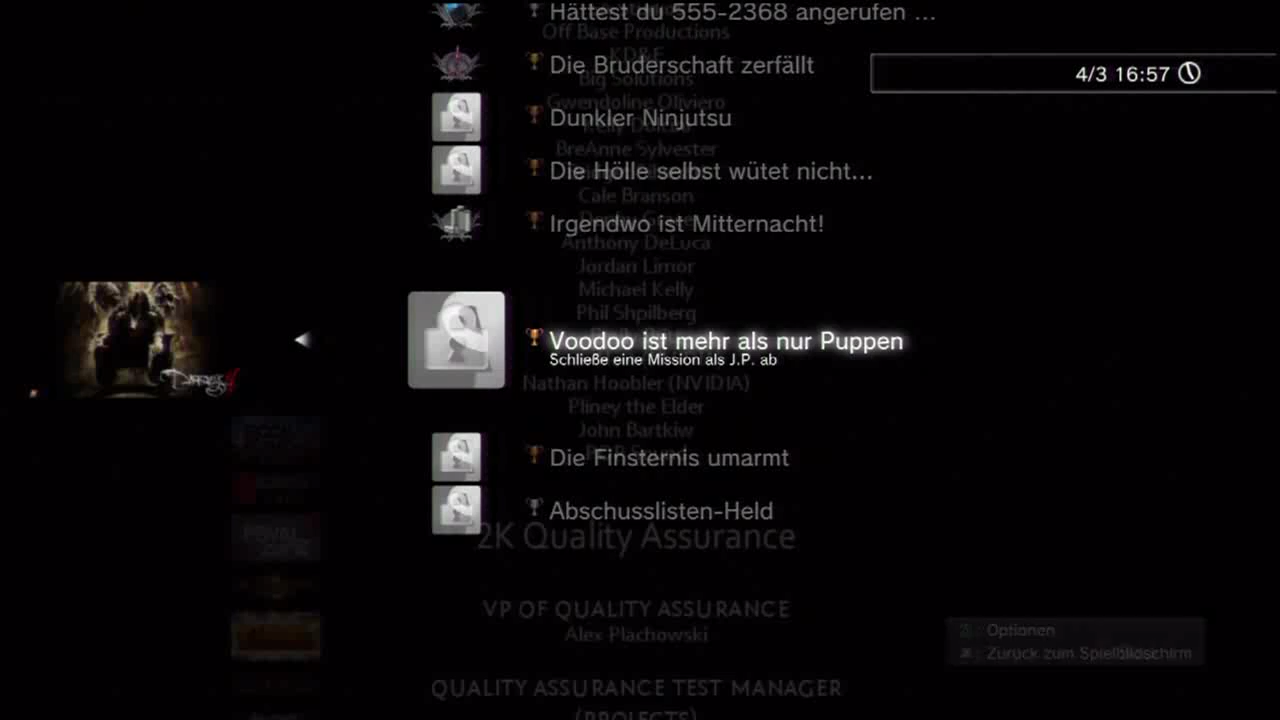 Hättest du 555-2368 angerufen ...
Off Base Productions
KD&E
Die Bruderschaft zerfällt
4/3 16:57
Big Solutions
Gwendoline Oliviero
Dunkler Ninjutsu
BreAnne Sylvester
Die Hölle selbst wütet nicht...
Cale Branson
Irgendwo ist Mitternacht!
Anthony DeLuca
Jordan Limor
Michael Kelly
Phil Shpilberg
Voodoo ist mehr als nur Puppen
Schließe eine Mission als J.P. ab
Nathan Hoobler (NVIDIA)
Pliney the Elder
John Bartkiw
Die Finsternis umarmt
Abschusslisten-Held
2K Quality Assurance
VP OF QUALITY ASSURANCE
Alex Plachowski
Optionen
Zurück zum Spielbildschirm
QUALITY ASSURANCE TEST MANAGER
(PROJECTS)